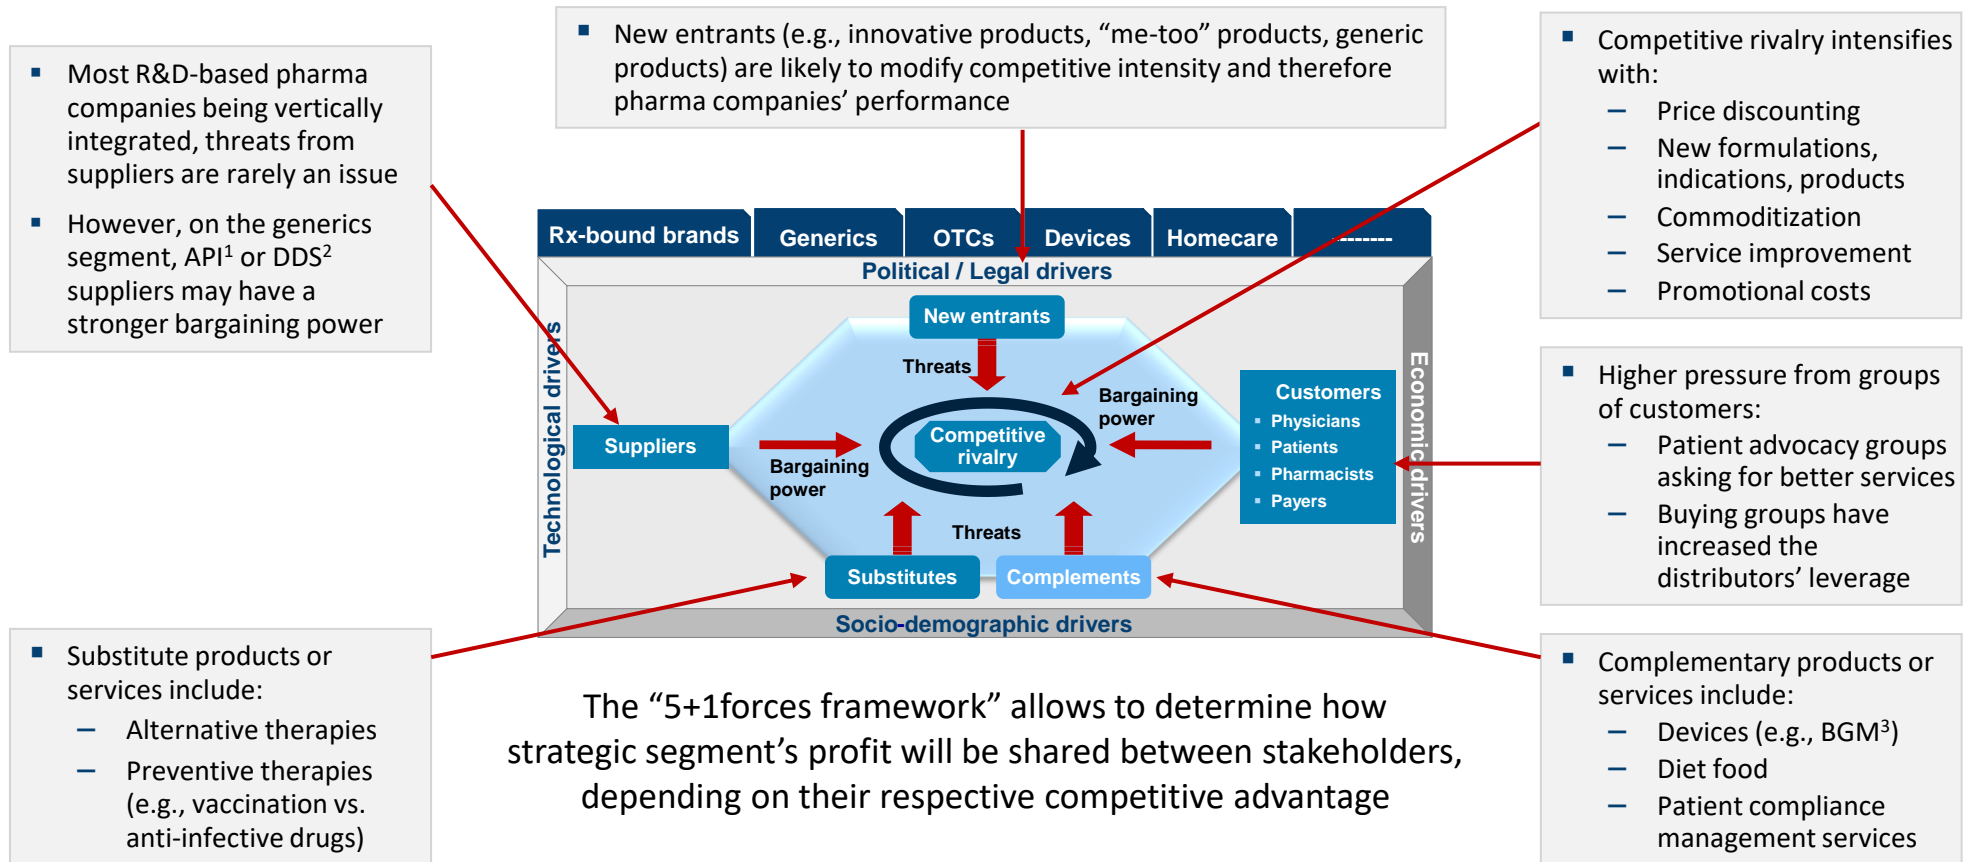 ▪ New entrants (e.g., innovative products, “me-too” products, generic
products) are likely to modify competitive intensity and therefore
pharma companies’ performance
▪ Most R&D-based pharma
companies being vertically
integrated, threats from
suppliers are rarely an issue
▪ However, on the generics
segment, API¹ or DDS²
suppliers may have a
stronger bargaining power
▪ Competitive rivalry intensifies
with:
– Price discounting
– New formulations,
indications, products
– Commoditization
– Service improvement
– Promotional costs
Rx-bound brands
Generics
OTCs
Devices
Homecare
--------
Political / Legal drivers
Technological drivers
Economic drivers
New entrants
Threats
Bargaining
power
Customers
▪ Physicians
▪ Patients
▪ Pharmacists
▪ Payers
Competitive
rivalry
Suppliers
Bargaining
power
Threats
Substitutes
Complements
Socio-demographic drivers
▪ Higher pressure from groups
of customers:
– Patient advocacy groups
asking for better services
– Buying groups have
increased the
distributors’ leverage
▪ Substitute products or
services include:
– Alternative therapies
– Preventive therapies
(e.g., vaccination vs.
anti-infective drugs)
The “5+1forces framework” allows to determine how
strategic segment’s profit will be shared between stakeholders,
depending on their respective competitive advantage
▪ Complementary products or
services include:
– Devices (e.g., BGM³)
– Diet food
– Patient compliance
management services